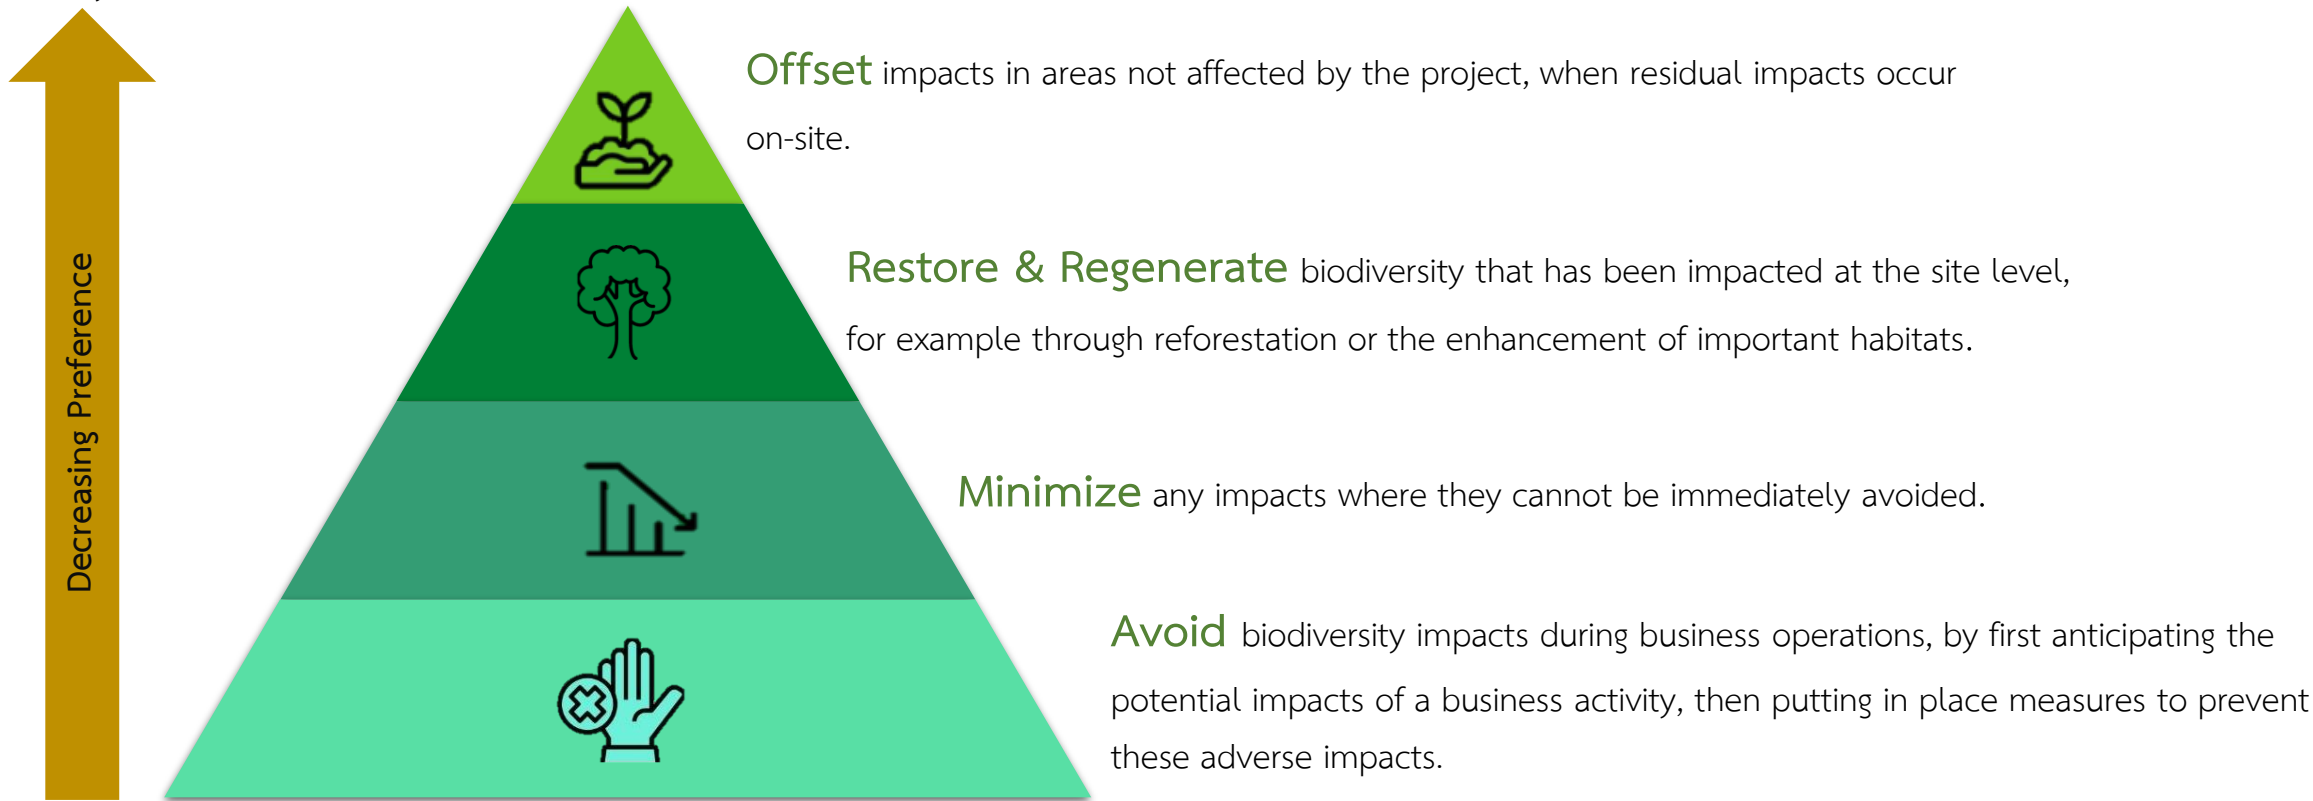 Offset impacts in areas not affected by the project, when residual impacts occur
on-site.
Restore & Regenerate biodiversity that has been impacted at the site level,
for example through reforestation or the enhancement of important habitats.
Decreasing Preference
Minimize any impacts where they cannot be immediately avoided.
Avoid biodiversity impacts during business operations, by first anticipating the
potential impacts of a business activity, then putting in place measures to prevent
these adverse impacts.